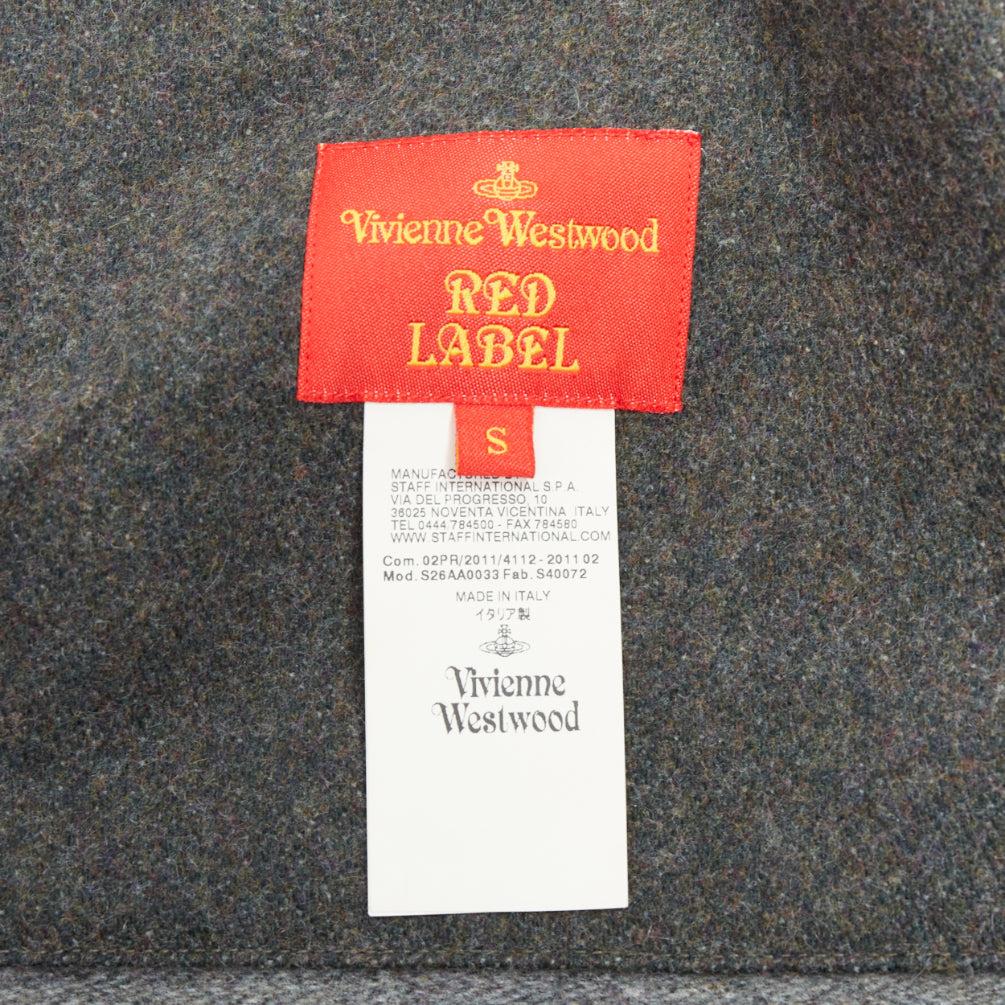 Vivienne Westwood
RED
LABEL
S
STAFF INTERNATIONAL S.P.A.
VIA DEL PROGRESSO, 10
36025 NOVENTA VICENTINA ITALY
TEL 0444.784500 - FAX 784580
WWW.STAFFINTERNATIONAL.COM
Com. 02PR/2011/4112 - 2011 02
Mod. S26AA0033 Fab. S40072
MADE IN ITALY
イタリア製
Vivienne
Westwood